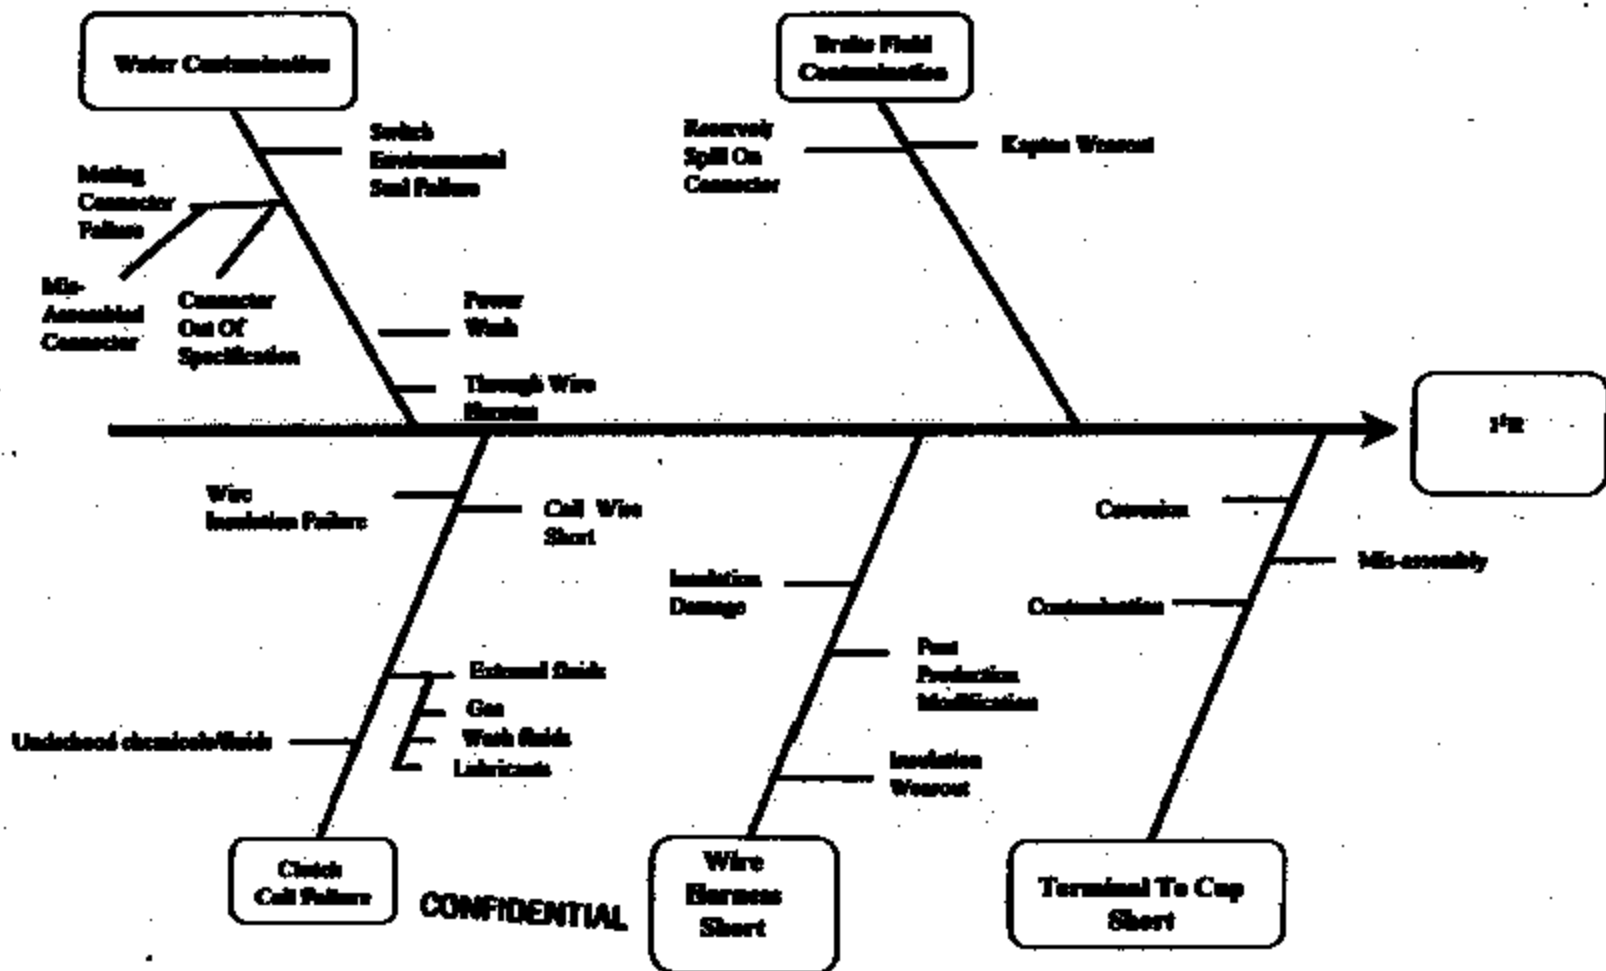 Water Contamination
Brake Fluid
Contamination
Switch
Environmental
Seal Failure
Mating
Connector
Failure
Mis-
Assembled
Connector
Connector
Out Of
Specification
Power
Wash
Through Wire
Harness
Reservoir
Spill On
Connector
Kapton Wearout
I²R
Wire
Insulation Failure
Coil Wire
Short
External fluids
Gas
Wash fluids
Lubricants
Underhood chemicals/fluids
Insulation
Damage
Post
Production
Modification
Insulation
Wearout
Corrosion
Mis-assembly
Contamination
Clutch
Coil Failure
CONFIDENTIAL
Wire
Harness
Short
Terminal To Cup
Short